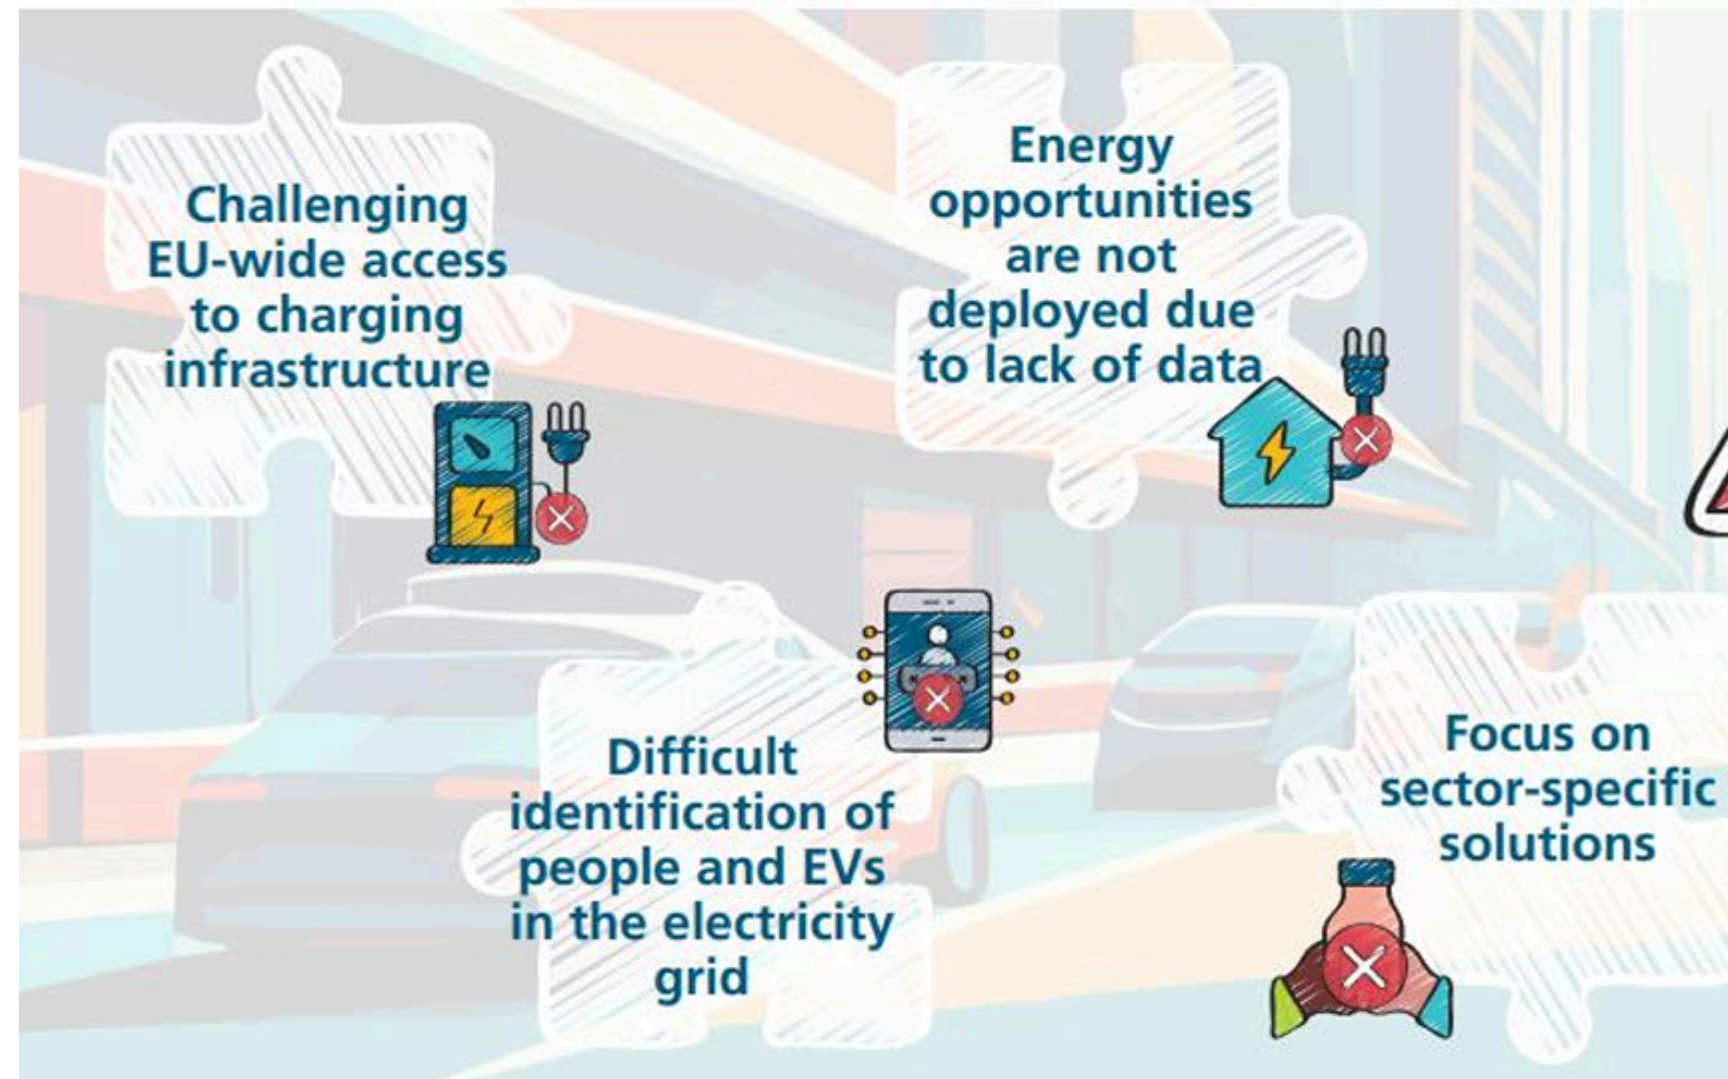 Challenging
EU-wide access
to charging
infrastructure
Energy
opportunities
are not
deployed due
to lack of data
Difficult
identification of
people and EVs
in the electricity
grid
Focus on
sector-specific
solutions